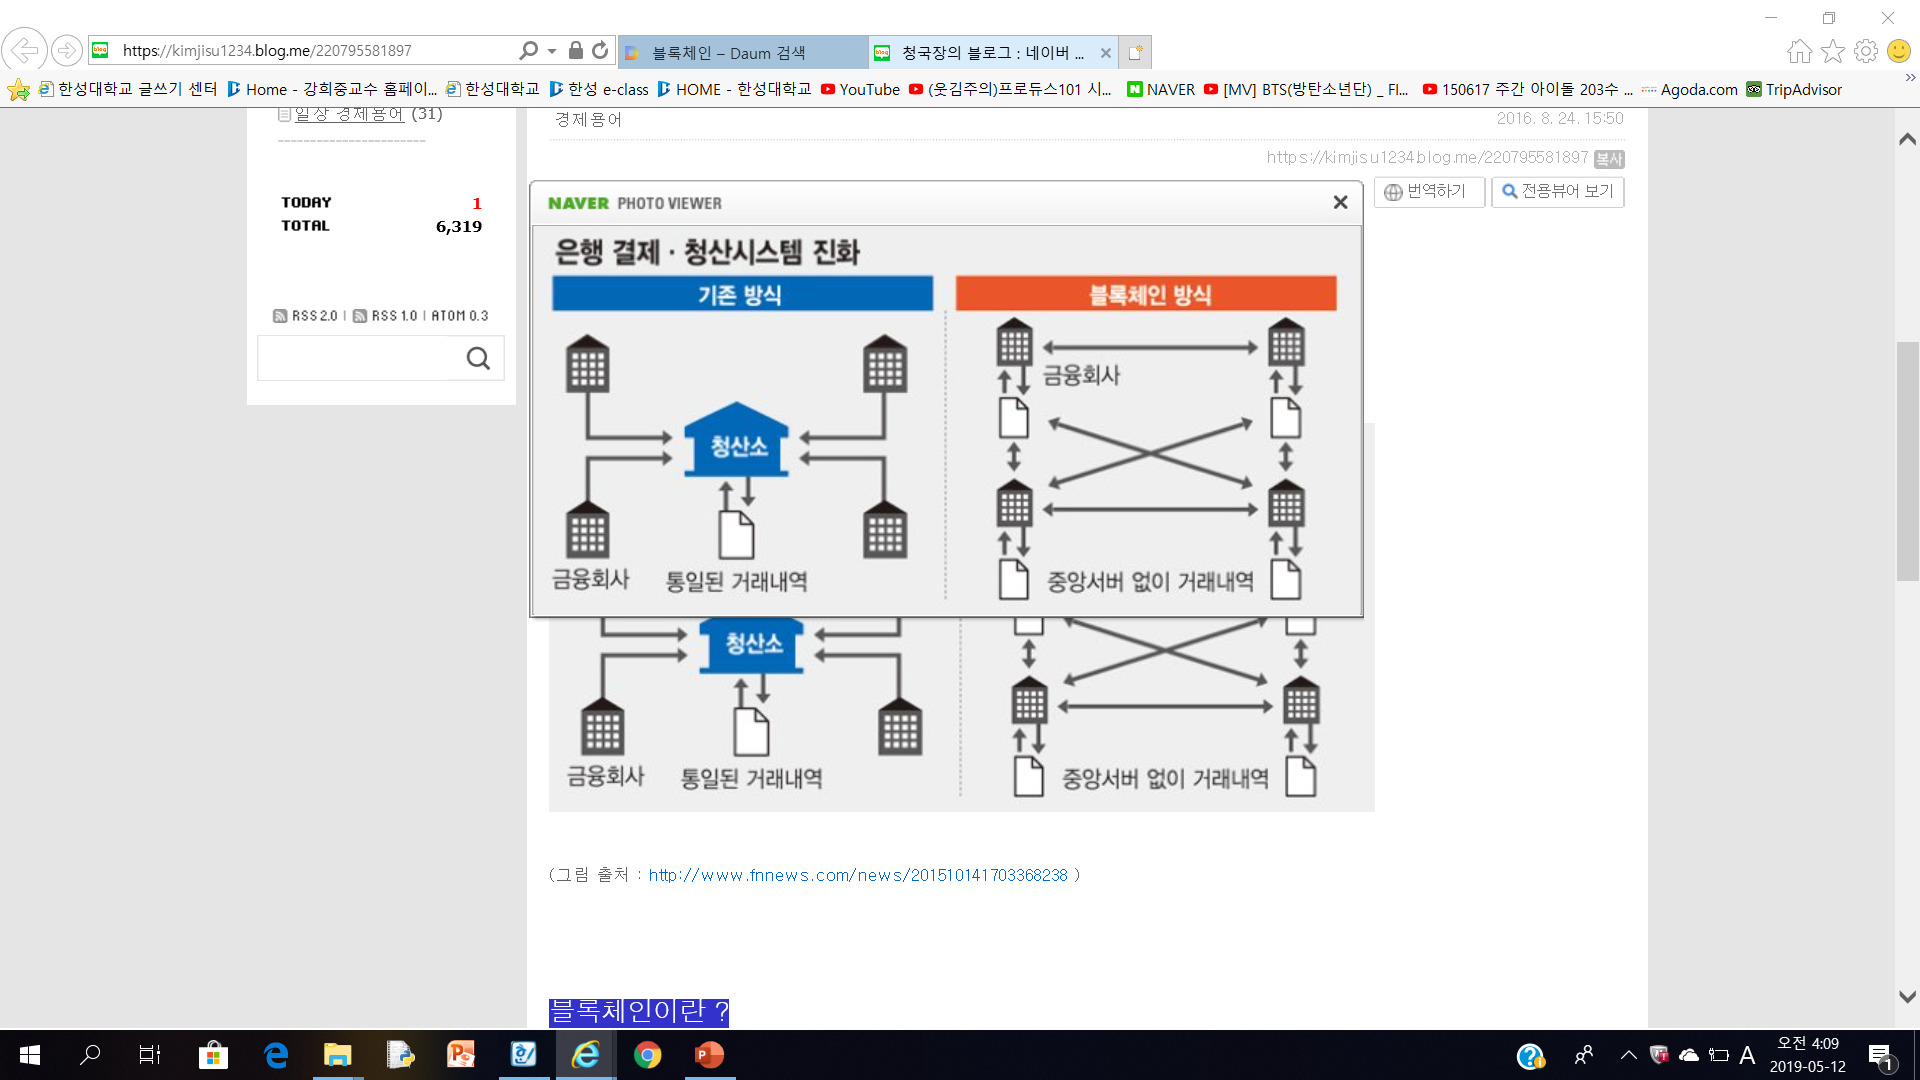 https://kimjisu1234.blog.me/220795581897
블록체인 – Daum 검색
청국장의 블로그 : 네이버 ...
한성대학교 글쓰기 센터
Home - 강희중교수 홈페이...
한성대학교
한성 e-class
HOME - 한성대학교
YouTube
(웃김주의)프로듀스101 시...
NAVER
[MV] BTS(방탄소년단) _ FI...
150617 주간 아이돌 203수 ...
Agoda.com
TripAdvisor
일상 경제용어 (31)
TODAY 1
TOTAL 6,319
RSS 2.0 | RSS 1.0 | ATOM 0.3
경제용어
2016. 8. 24. 15:50
https://kimjisu1234.blog.me/220795581897 복사
번역하기
전용뷰어 보기
NAVER PHOTO VIEWER
은행 결제 · 청산시스템 진화
기존 방식
블록체인 방식
금융회사
청산소
금융회사
통일된 거래내역
중앙서버 없이 거래내역
청산소
금융회사
통일된 거래내역
중앙서버 없이 거래내역
(그림 출처 : http://www.fnnews.com/news/201510141703368238 )
블록체인이란 ?
A
오전 4:09
2019-05-12
1